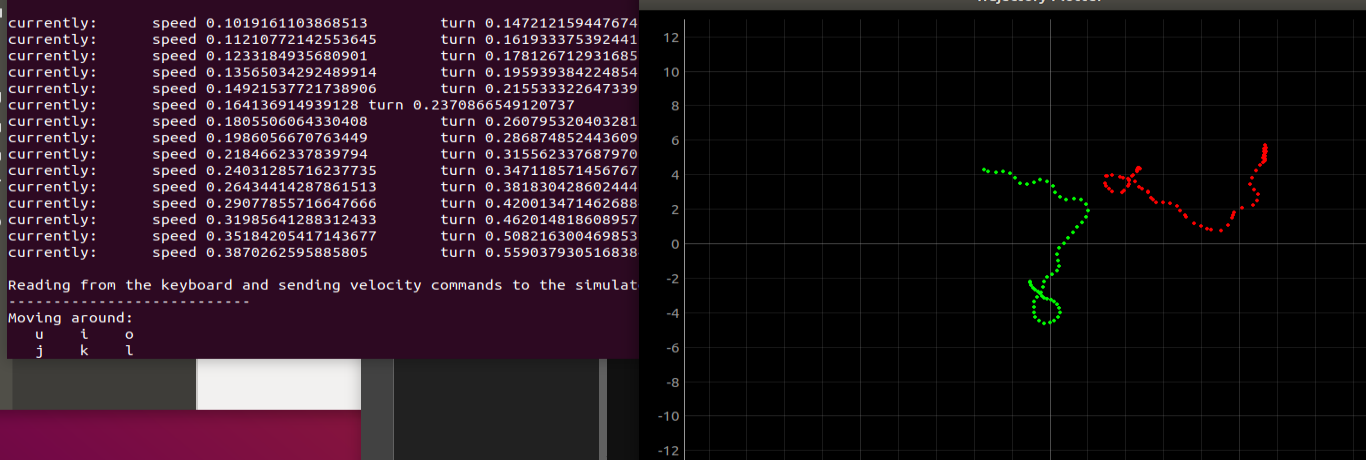 currently:	speed 0.1019161103868513	turn 0.147212159447674
currently:	speed 0.11210772142553645	turn 0.161933375392441
currently:	speed 0.1233184935680901	turn 0.178126712931685
currently:	speed 0.13565034292489914	turn 0.195939384224854
currently:	speed 0.14921537721738906	turn 0.215533322647339
currently:	speed 0.164136914939128 turn 0.2370866549120737
currently:	speed 0.1805506064330408	turn 0.260795320403281
currently:	speed 0.1986056670763449	turn 0.286874852443609
currently:	speed 0.2184662337839794	turn 0.315562337687970
currently:	speed 0.24031285716237735	turn 0.347118571456767
currently:	speed 0.26434414287861513	turn 0.381830428602444
currently:	speed 0.29077855716647666	turn 0.420013471462688
currently:	speed 0.31985641288312433	turn 0.462014818608957
currently:	speed 0.35184205417143677	turn 0.508216300469853
currently:	speed 0.3870262595885805	turn 0.559037930516838
Reading from the keyboard and sending velocity commands to the simulat
---------------------------
Moving around:
u i o
j k l
12
10
8
6
4
2
0
-2
-4
-6
-8
-10
-12